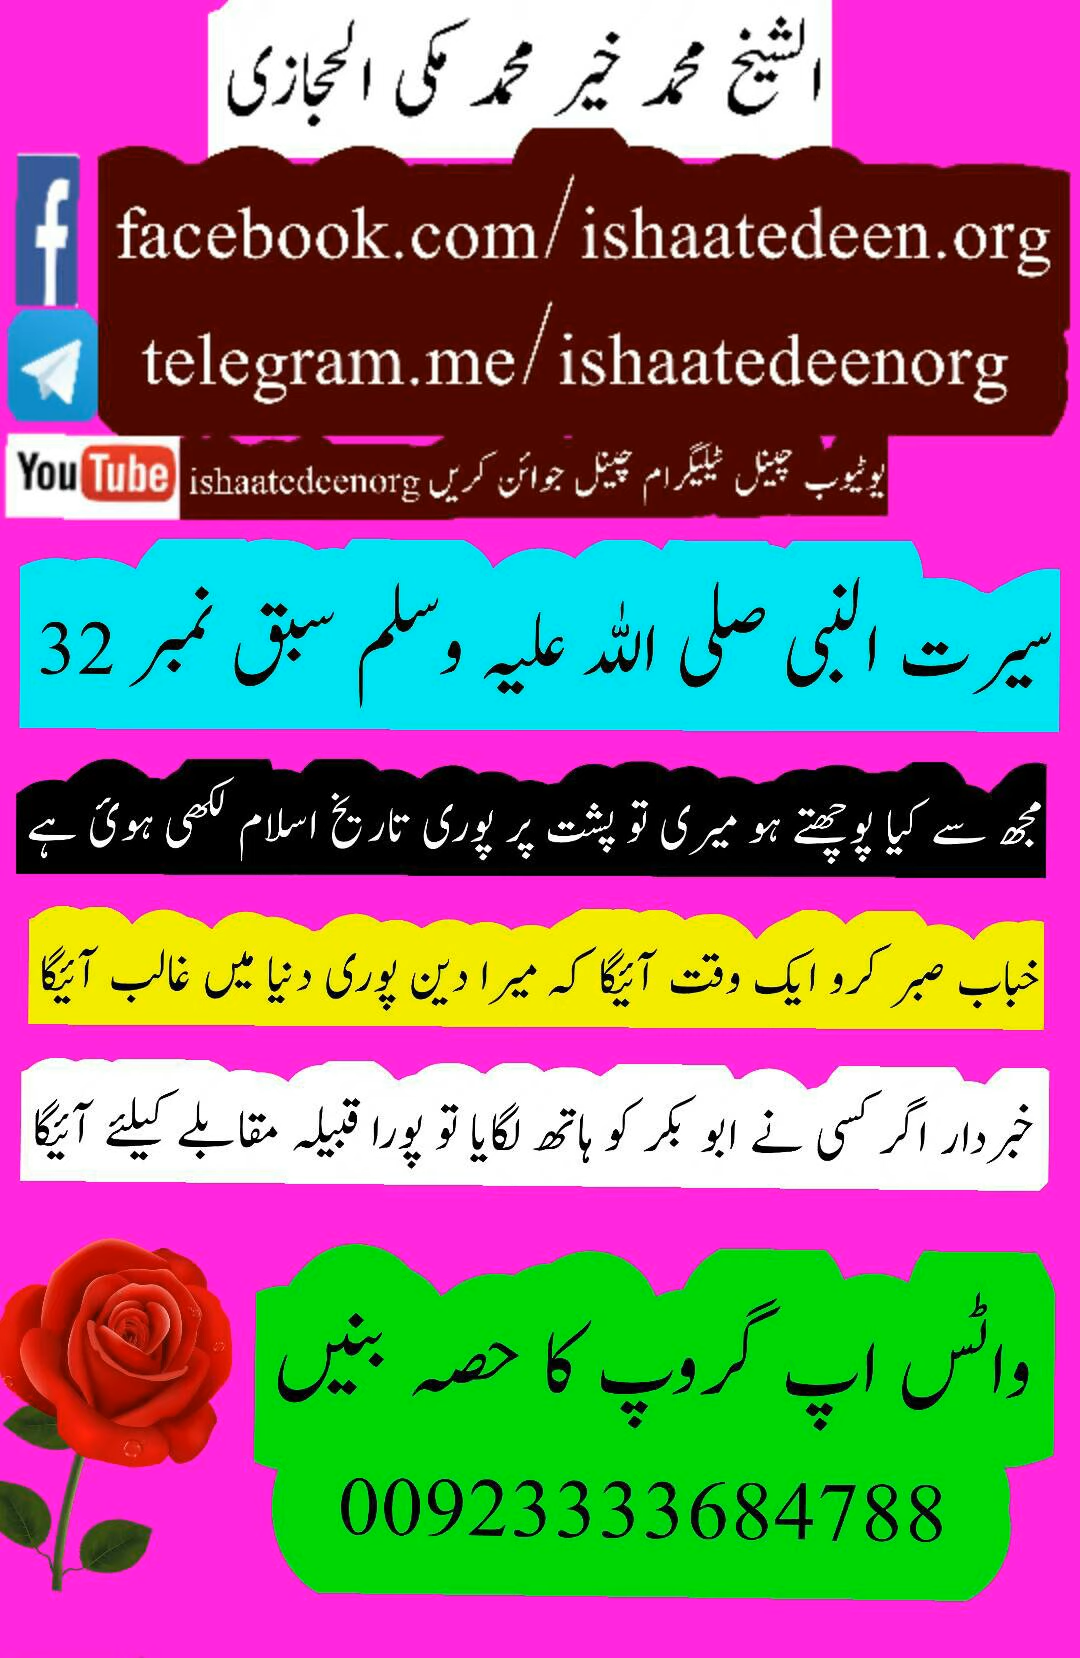 الشیخ محمد خیر محمد مکی الحجازی
facebook.com/ishaatedeen.org
telegram.me/ishaatedeenorg
YouTube یوٹیوب چینل ٹیلیگرام چینل جوائن کریں ishaatedeenorg
سیرت النبی صلی اللہ علیہ وسلم سبق نمبر 32
مجھ سے کیا پوچھتے ہو میری تو پشت پر پوری تاریخ اسلام لکھی ہوئ ہے
خباب صبر کرو ایک وقت آئیگا کہ میرا دین پوری دنیا میں غالب آئیگا
خبردار اگر کسی نے ابو بکر کو ہاتھ لگایا تو پورا قبیلہ مقابلے کیلئے آئیگا
واٹس اپ گروپ کا حصہ بنیں
00923333684788